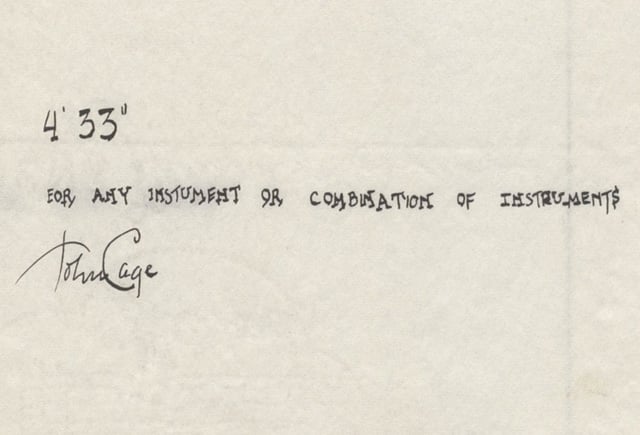 4' 33"
FOR ANY INSTUMENT OR COMBINATION OF INSTRUMENTS
John Cage